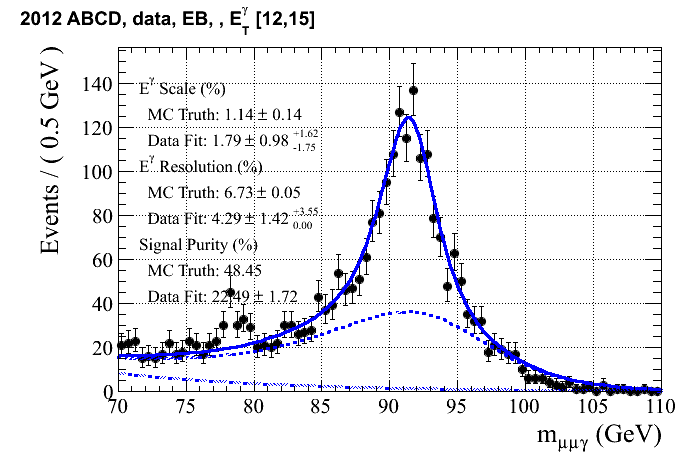 2012 ABCD, data, EB, , E_T^γ [12,15]
Events / ( 0.5 GeV )
140
120
100
80
60
40
20
0
E^γ Scale (%)
MC Truth: 1.14 ± 0.14
Data Fit: 1.79 ± 0.98 +1.62 -1.75
E^γ Resolution (%)
MC Truth: 6.73 ± 0.05
Data Fit: 4.29 ± 1.42 +3.55 0.00
Signal Purity (%)
MC Truth: 48.45
Data Fit: 22.49 ± 1.72
70 75 80 85 90 95 100 105 110
m_μμγ (GeV)